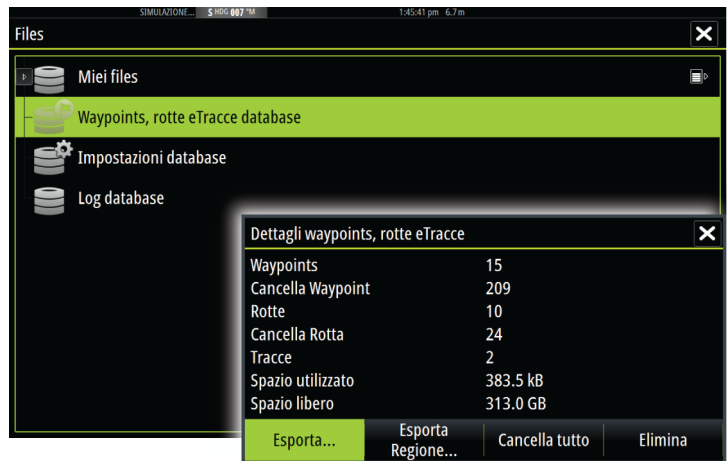 SIMULAZIONE... S HDG 007 °M 1:45:41 pm 6.7 m
Files
Miei files
Waypoints, rotte eTracce database
Impostazioni database
Log database
Dettagli waypoints, rotte eTracce
Waypoints 15
Cancella Waypoint 209
Rotte 10
Cancella Rotta 24
Tracce 2
Spazio utilizzato 383.5 kB
Spazio libero 313.0 GB
Esporta... Esporta Regione... Cancella tutto Elimina